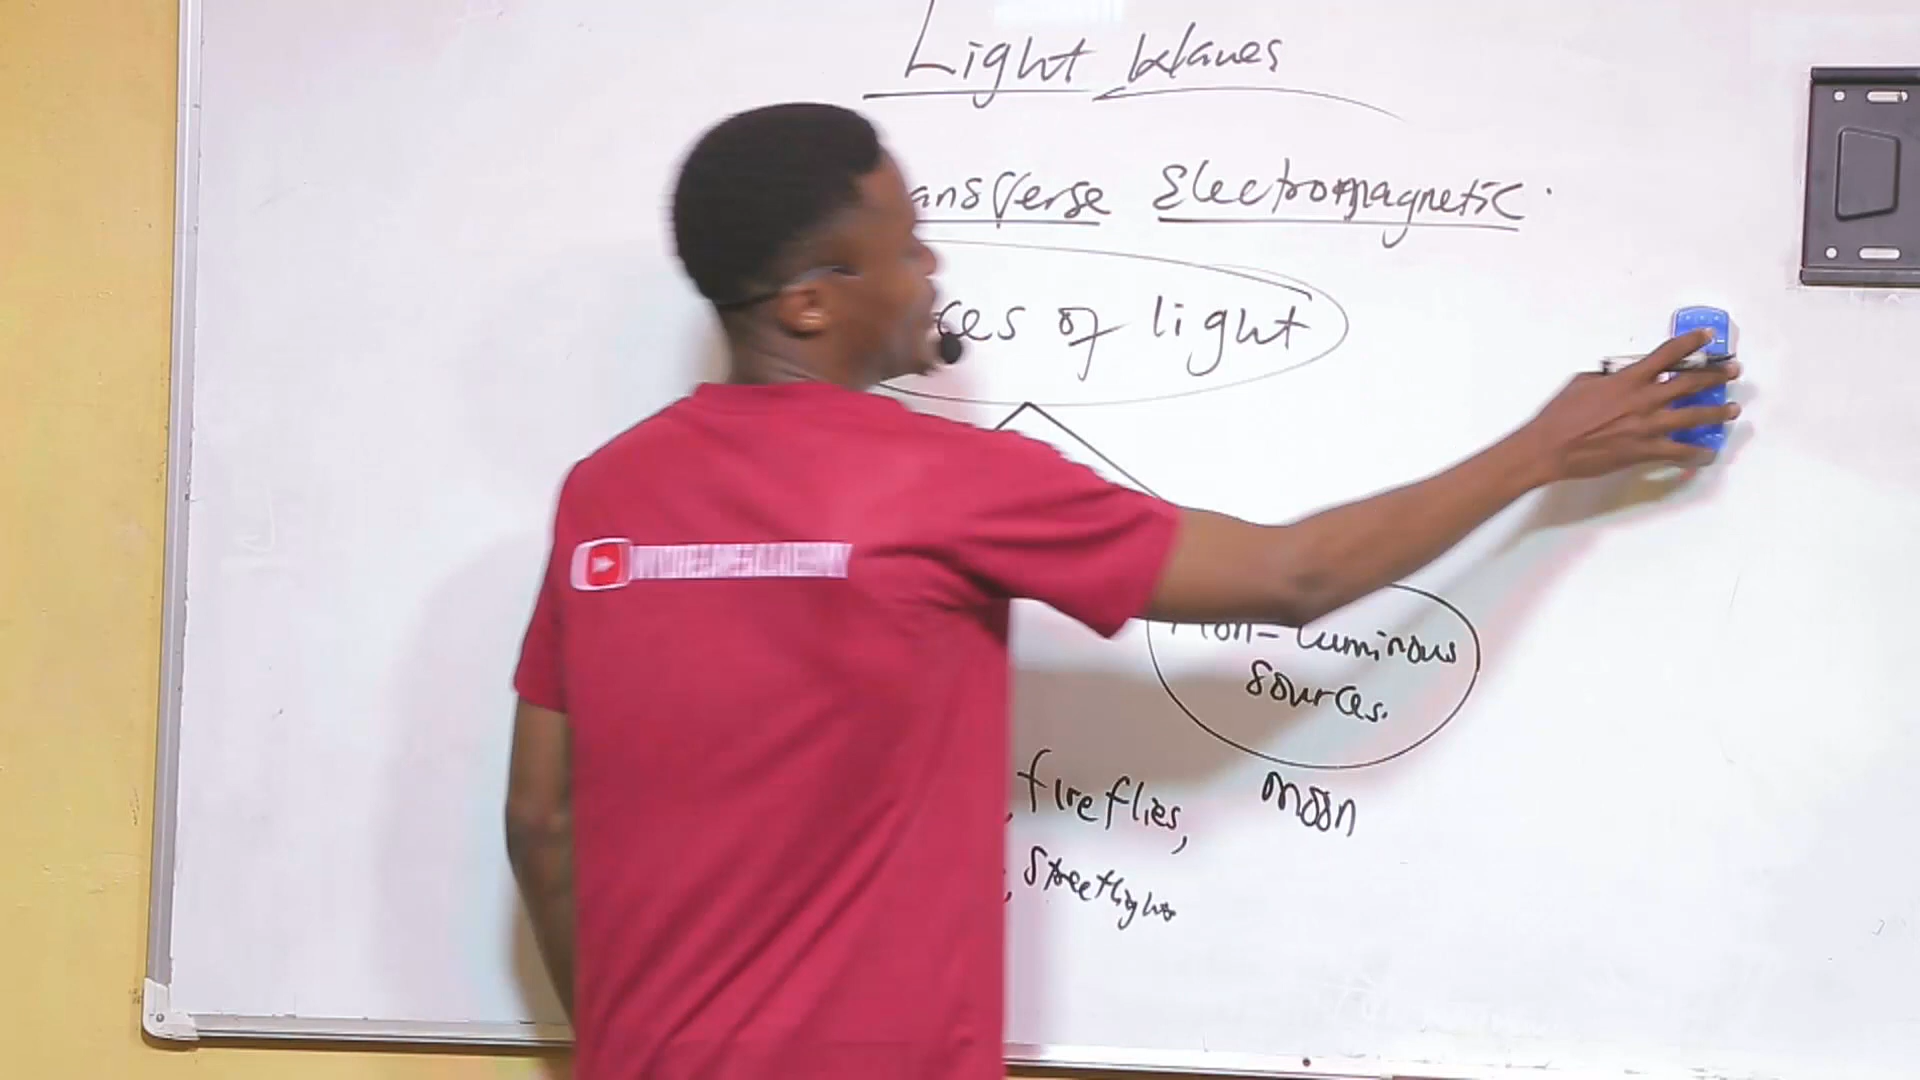 Light Waves
ansverse Electromagnetic.
ces of light
Non-luminous
sources.
fireflies,
moon
, Streetlights